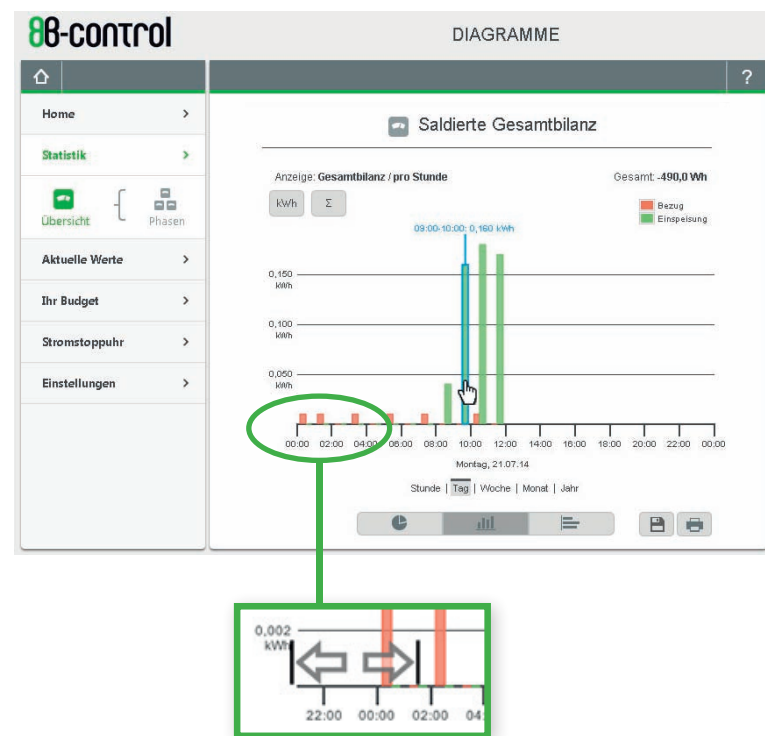 BB-control
DIAGRAMME
?
Home >
Statistik >
Übersicht
Phasen
Aktuelle Werte >
Ihr Budget >
Stromstoppuhr >
Einstellungen >
Saldierte Gesamtbilanz
Anzeige: Gesamtbilanz / pro Stunde
Gesamt: -490,0 Wh
kWh
Σ
Bezug
Einspeisung
09:00-10:00: 0,160 kWh
0,150
kWh
0,100
kWh
0,050
kWh
00:00 02:00 04:00 06:00 08:00 10:00 12:00 14:00 16:00 18:00 20:00 22:00 00:00
Montag, 21.07.14
Stunde | Tag | Woche | Monat | Jahr
0,002
kWh
22:00 00:00 02:00 04: